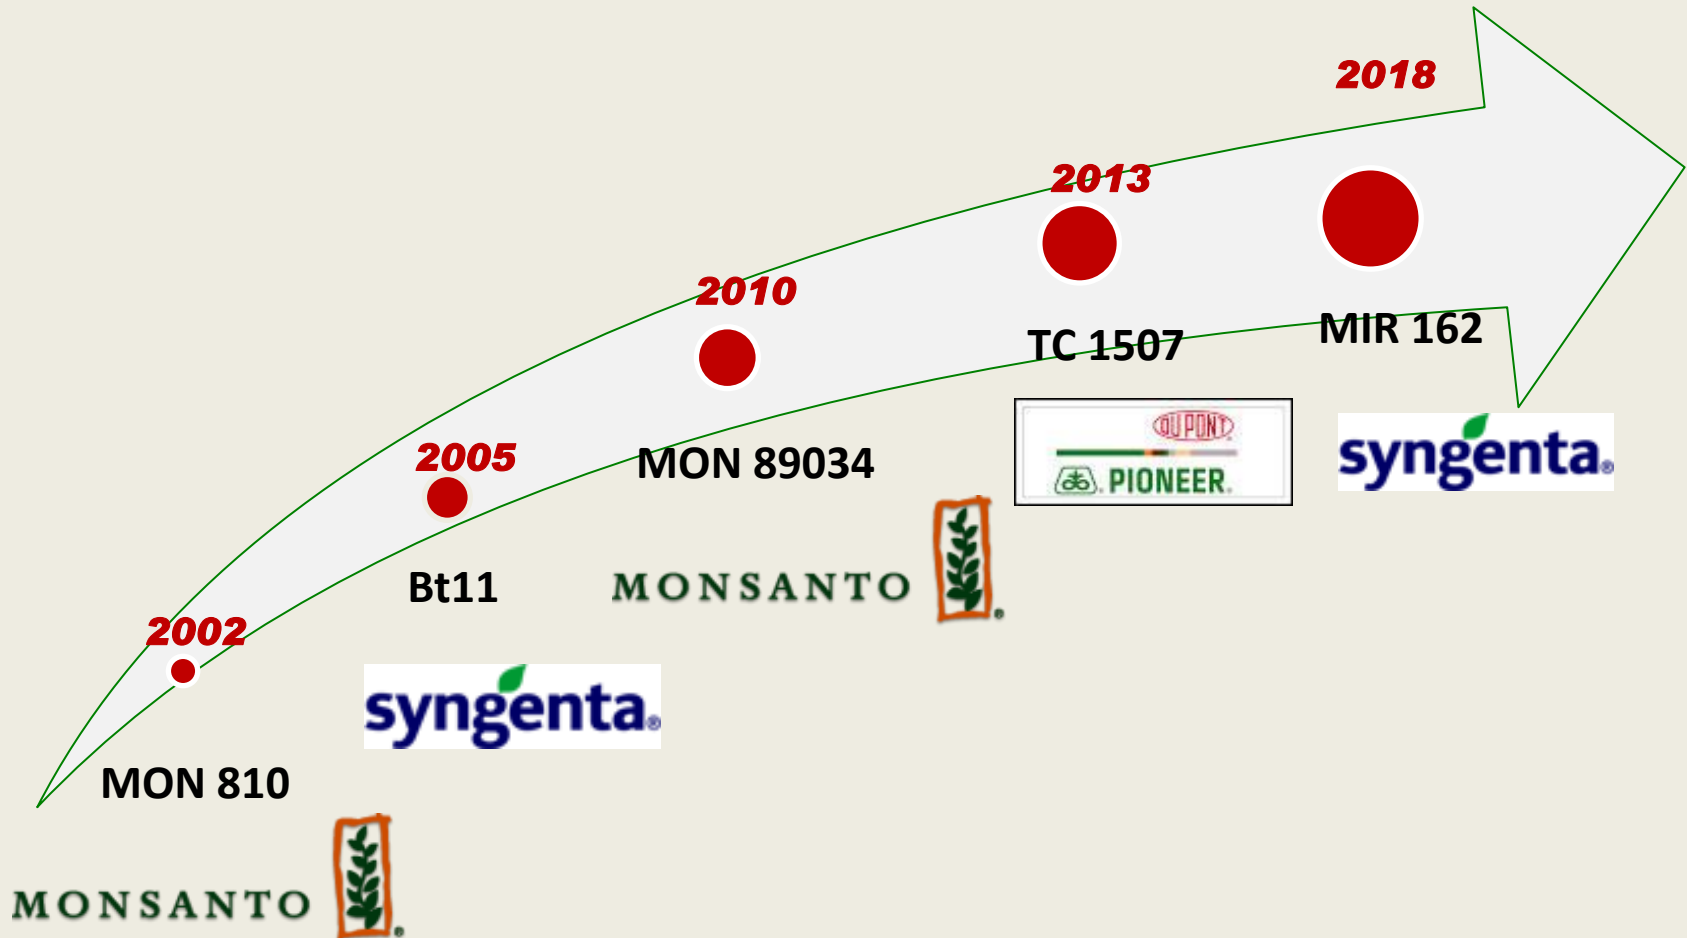 2002
MON 810
MONSANTO
®
2005
Bt11
syngenta®
2010
MON 89034
MONSANTO
®
2013
TC 1507
DUPONT
PIONEER®
2018
MIR 162
syngenta®